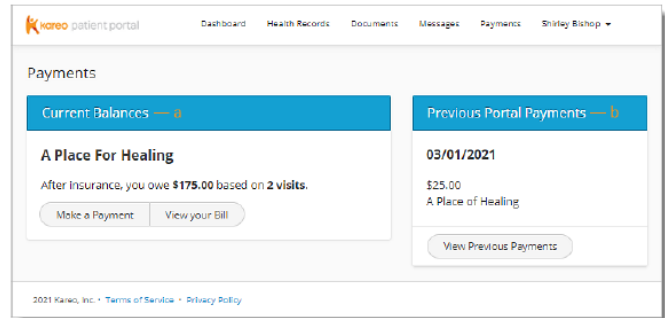 kareo patient portal Dashboard Health Records Documents Messages Payments Shirley Bishop
Payments
Current Balances — a
A Place For Healing
After insurance, you owe $175.00 based on 2 visits.
Make a Payment View your Bill
Previous Portal Payments — b
03/01/2021
$25.00
A Place of Healing
View Previous Payments
2021 Kareo, Inc. • Terms of Service • Privacy Policy